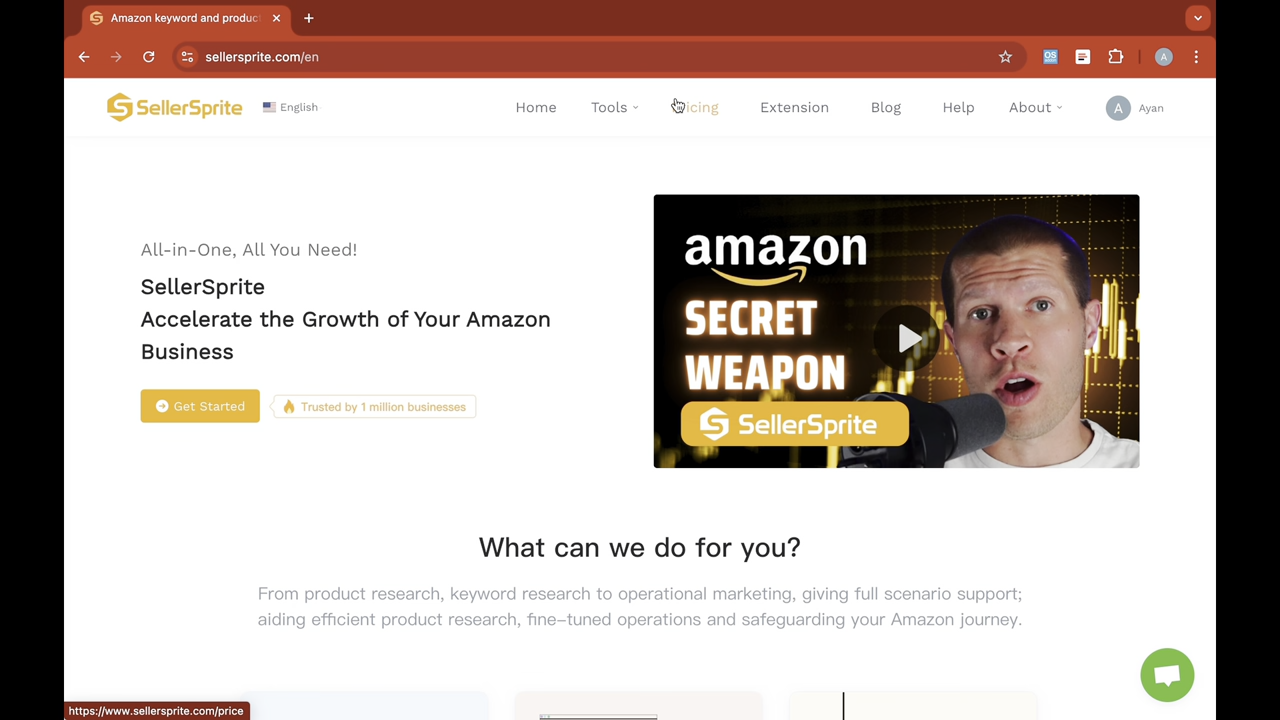 Amazon keyword and produc
sellersprite.com/en
OS
A
SellerSprite
English
Home
Tools
icing
Extension
Blog
Help
About
A
Ayan
All-in-One, All You Need!
SellerSprite
Accelerate the Growth of Your Amazon
Business
Get Started
Trusted by 1 million businesses
amazon
SECRET
WEAPON
SellerSprite
What can we do for you?
From product research, keyword research to operational marketing, giving full scenario support;
aiding efficient product research, fine-tuned operations and safeguarding your Amazon journey.
https://www.sellersprite.com/price